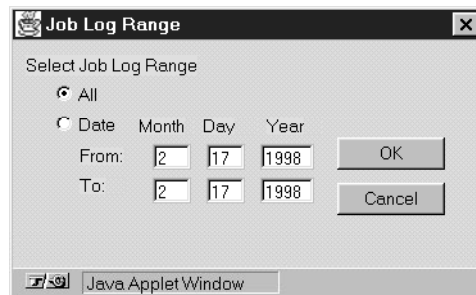 Job Log Range
Select Job Log Range
All
Date Month Day Year
From: 2 17 1998
To: 2 17 1998
OK
Cancel
Java Applet Window